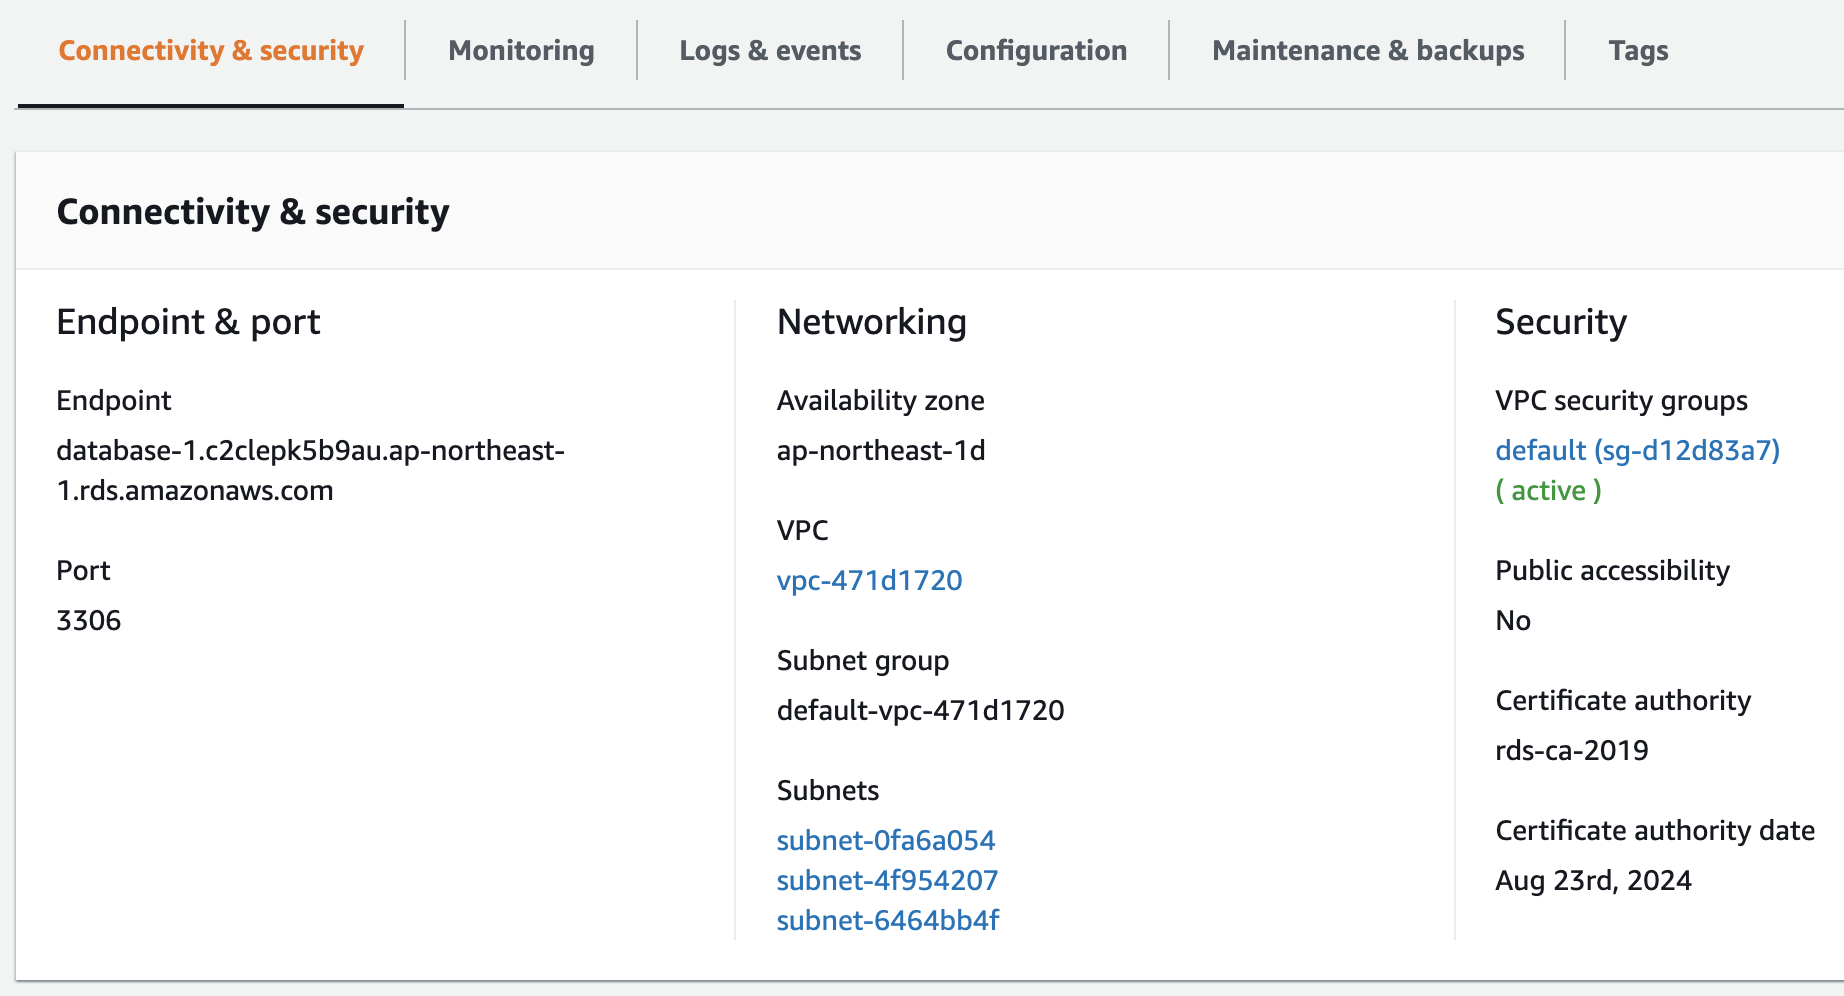 Connectivity & security
Monitoring
Logs & events
Configuration
Maintenance & backups
Tags
Connectivity & security
Endpoint & port
Endpoint
database-1.c2clepk5b9au.ap-northeast-
1.rds.amazonaws.com
Port
3306
Networking
Availability zone
ap-northeast-1d
VPC
vpc-471d1720
Subnet group
default-vpc-471d1720
Subnets
subnet-0fa6a054
subnet-4f954207
subnet-6464bb4f
Security
VPC security groups
default (sg-d12d83a7)
( active )
Public accessibility
No
Certificate authority
rds-ca-2019
Certificate authority date
Aug 23rd, 2024